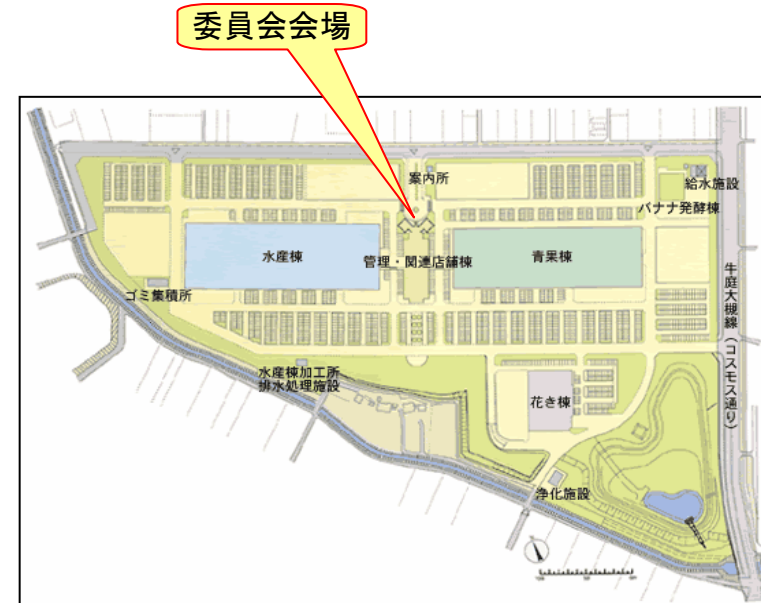 委員会会場
案内所
給水施設
バナナ発酵棟
水産棟
管理・関連店舗棟
青果棟
牛庭大槻線(コスモス通り)
ゴミ集積所
水産棟加工所
排水処理施設
花き棟
浄化施設